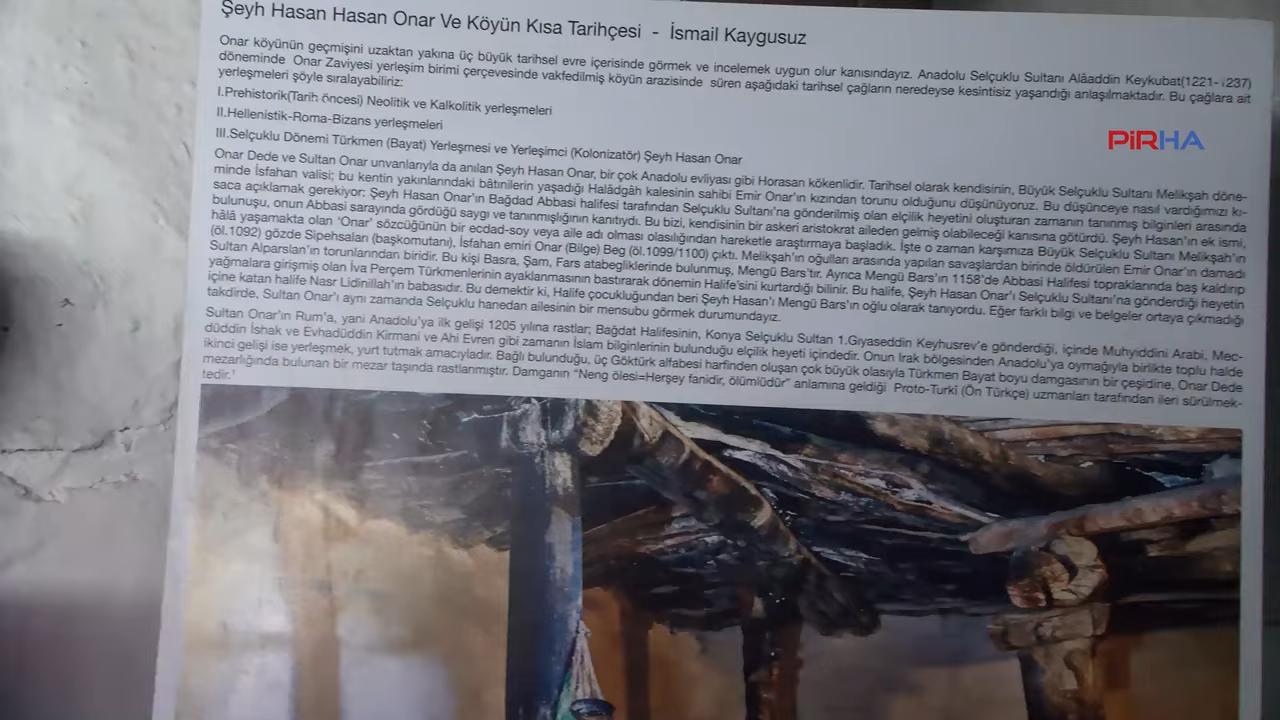 Şeyh Hasan Hasan Onar Ve Köyün Kısa Tarihçesi - İsmail Kaygusuz
Onar köyünün geçmişini uzaktan yakına üç büyük tarihsel evre içerisinde görmek ve incelemek uygun olur kanısındayız. Anadolu Selçuklu Sultanı Alâaddin Keykubat(1221-1237)
döneminde Onar Zaviyesi yerleşim birimi çerçevesinde vakfedilmiş köyün arazisinde süren aşağıdaki tarihsel çağların neredeyse kesintisiz yaşandığı anlaşılmaktadır. Bu çağlara ait
yerleşmeleri şöyle sıralayabiliriz:
I.Prehistorik(Tarih öncesi) Neolitik ve Kalkolitik yerleşmeleri
II.Hellenistik-Roma-Bizans yerleşmeleri
III.Selçuklu Dönemi Türkmen (Bayat) Yerleşmesi ve Yerleşimci (Kolonizatör) Şeyh Hasan Onar
PİRHA
Onar Dede ve Sultan Onar unvanlarıyla da anılan Şeyh Hasan Onar, bir çok Anadolu evliyası gibi Horasan kökenlidir. Tarihsel olarak kendisinin, Büyük Selçuklu Sultanı Melikşah döne-
minde İsfahan valisi; bu kentin yakınlarındaki bâtınilerin yaşadığı Halâdgâh kalesinin sahibi Emir Onar'ın kızından torunu olduğunu düşünüyoruz. Bu düşünceye nasıl vardığımızı kı-
saca açıklamak gerekiyor: Şeyh Hasan Onar'ın Bağdad Abbasi halifesi tarafından Selçuklu Sultanı'na gönderilmiş olan elçilik heyetini oluşturan zamanın tanınmış bilginleri arasında
bulunuşu, onun Abbasi sarayında gördüğü saygı ve tanınmışlığının kanıtıydı. Bu bizi, kendisinin bir askeri aristokrat aileden gelmiş olabileceği kanısına götürdü. Şeyh Hasan'ın ek ismi,
hâlâ yaşamakta olan 'Onar' sözcüğünün bir ecdad-soy veya aile adı olması olasılığından hareketle araştırmaya başladık. İşte o zaman karşımıza Büyük Selçuklu Sultanı Melikşah'ın
(öl.1092) gözde Sipehsaları (başkomutanı), İsfahan emiri Onar (Bilge) Beg (öl.1099/1100) çıktı. Melikşah'ın oğulları arasında yapılan savaşlardan birinde öldürülen Emir Onar'ın damadı
Sultan Alparslan'ın torunlarından biridir. Bu kişi Basra, Şam, Fars atabegliklerinde bulunmuş, Mengü Bars'tır. Ayrıca Mengü Bars'ın 1158'de Abbasi Halifesi topraklarında baş kaldırıp
yağmalara girişmiş olan İva Perçem Türkmenlerinin ayaklanmasının bastırarak dönemin Halife'sini kurtardığı bilinir. Bu halife, Şeyh Hasan Onar'ı Selçuklu Sultanı'na gönderdiği heyetin
içine katan halife Nasr Lidinillah'ın babasıdır. Bu demektir ki, Halife çocukluğundan beri Şeyh Hasan'ı Mengü Bars'ın oğlu olarak tanıyordu. Eğer farklı bilgi ve belgeler ortaya çıkmadığı
takdirde, Sultan Onar'ı aynı zamanda Selçuklu hanedan ailesinin bir mensubu görmek durumundayız.
Sultan Onar'ın Rum'a, yani Anadolu'ya ilk gelişi 1205 yılına rastlar; Bağdat Halifesinin, Konya Selçuklu Sultan 1.Gıyaseddin Keyhusrev'e gönderdiği, içinde Muhyiddini Arabi, Mec-
düddin İshak ve Evhadüddin Kirmani ve Ahi Evren gibi zamanın İslam bilginlerinin bulunduğu elçilik heyeti içindedir. Onun Irak bölgesinden Anadolu'ya oymağıyla birlikte toplu halde
ikinci gelişi ise yerleşmek, yurt tutmak amacıyladır. Bağlı bulunduğu, üç Göktürk alfabesi harfinden oluşan çok büyük olasıyla Türkmen Bayat boyu damgasının bir çeşidine, Onar Dede
mezarlığında bulunan bir mezar taşında rastlanmıştır. Damganın "Neng ölesi=Herşey fanidir, ölümlüdür" anlamına geldiği Proto-Turkî (Ön Türkçe) uzmanları tarafından ileri sürülmek-
tedir.¹